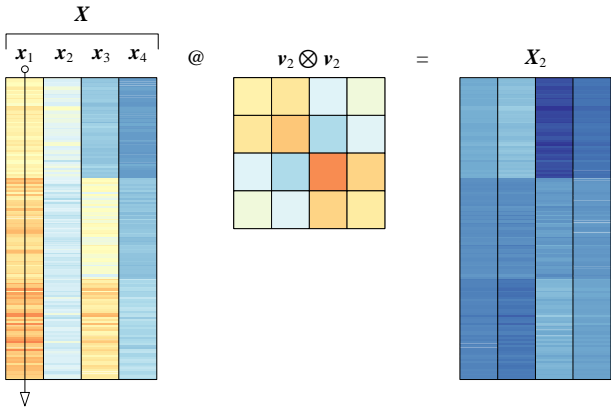 X
x₁ x₂ x₃ x₄ @ v₂ ⊗ v₂ = X₂